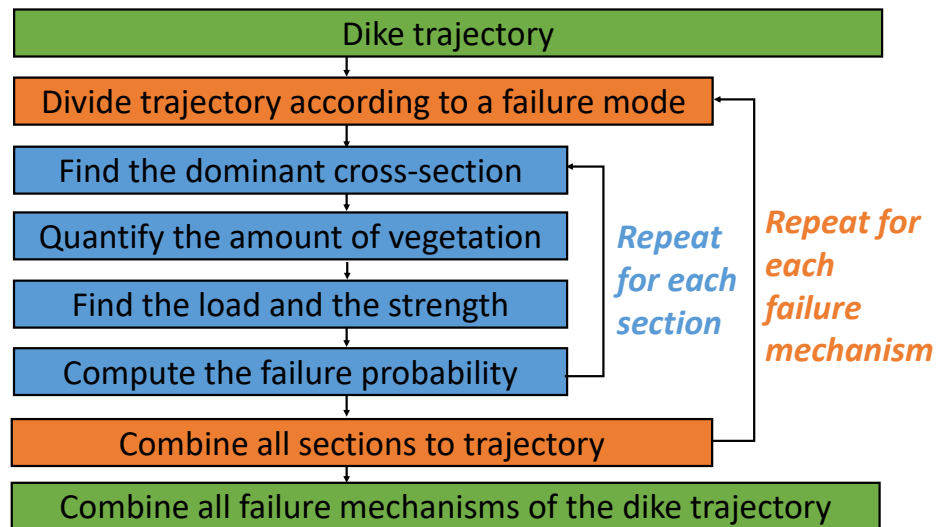 Dike trajectory
Divide trajectory according to a failure mode
Find the dominant cross-section
Quantify the amount of vegetation
Find the load and the strength
Compute the failure probability
Repeat
for each
section
Repeat for
each
failure
mechanism
Combine all sections to trajectory
Combine all failure mechanisms of the dike trajectory